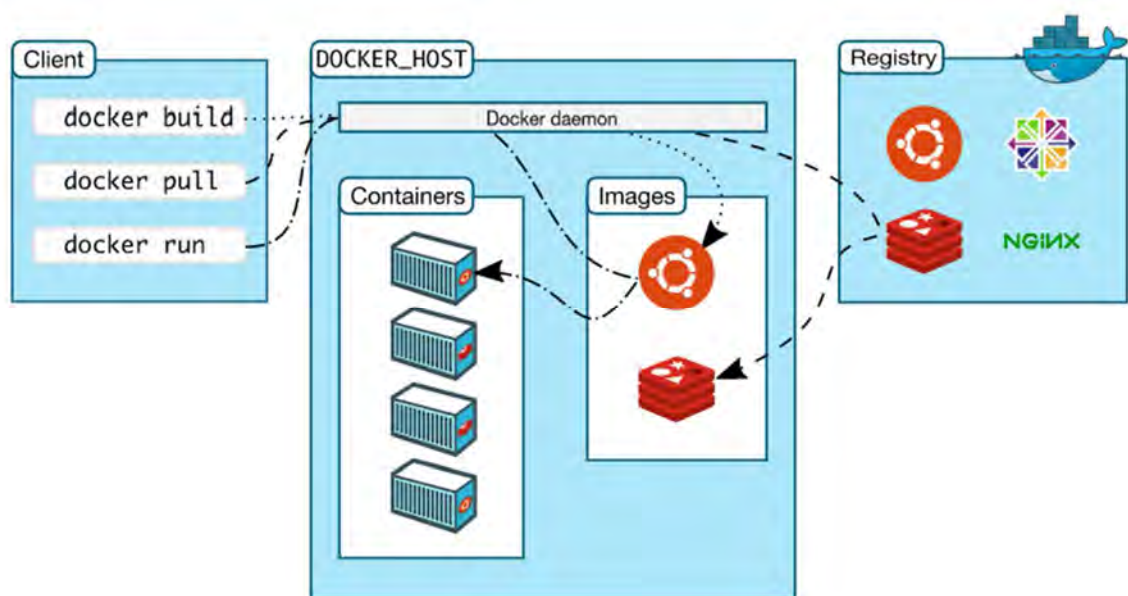 Client
docker build
docker pull
docker run
DOCKER_HOST
Docker daemon
Containers
Images
Registry
NGiNX